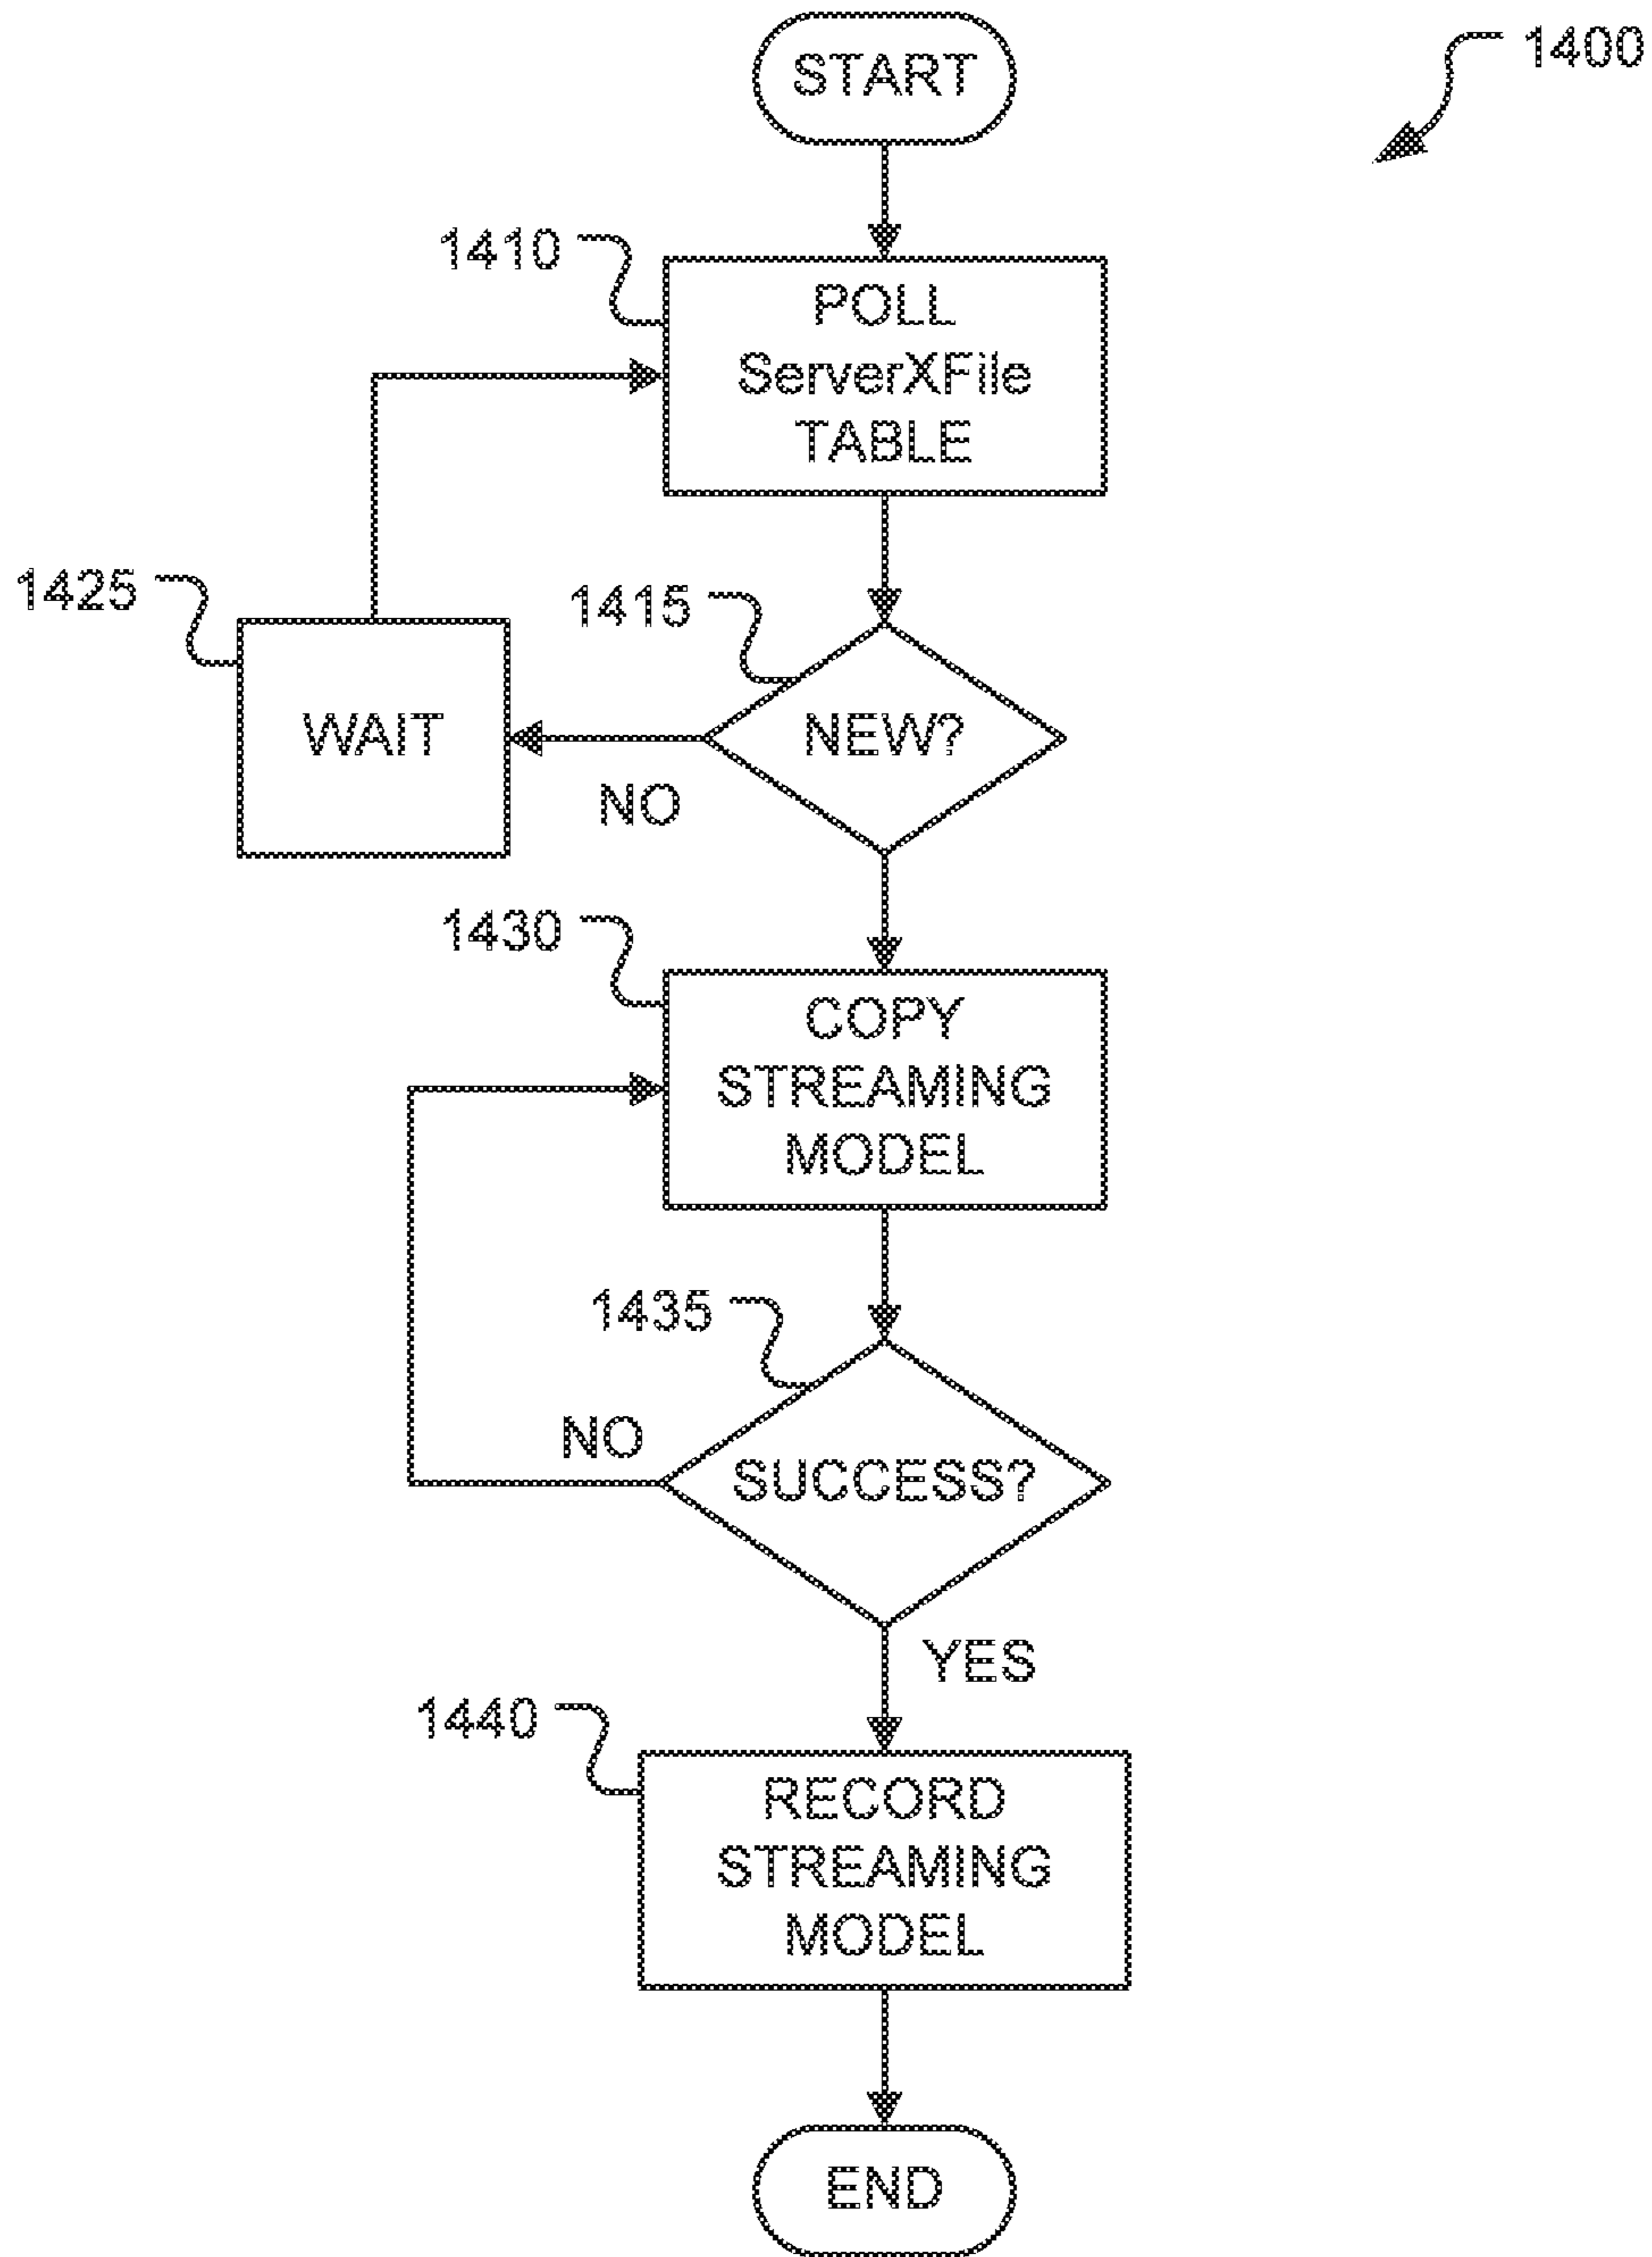 START
1400
1410
POLL
ServerXFile
TABLE
1425
1415
WAIT
NEW?
NO
1430
COPY
STREAMING
MODEL
1435
NO
SUCCESS?
YES
1440
RECORD
STREAMING
MODEL
END